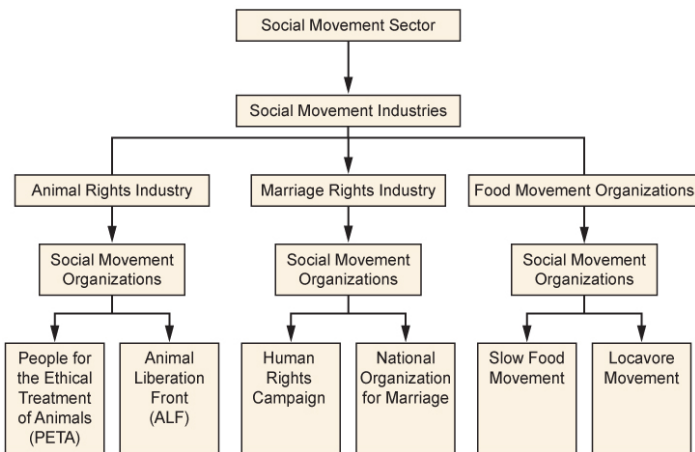 Social Movement Sector
Social Movement Industries
Animal Rights Industry
Marriage Rights Industry
Food Movement Organizations
Social Movement
Organizations
Social Movement
Organizations
Social Movement
Organizations
People for
the Ethical
Treatment
of Animals
(PETA)
Animal
Liberation
Front
(ALF)
Human
Rights
Campaign
National
Organization
for Marriage
Slow Food
Movement
Locavore
Movement